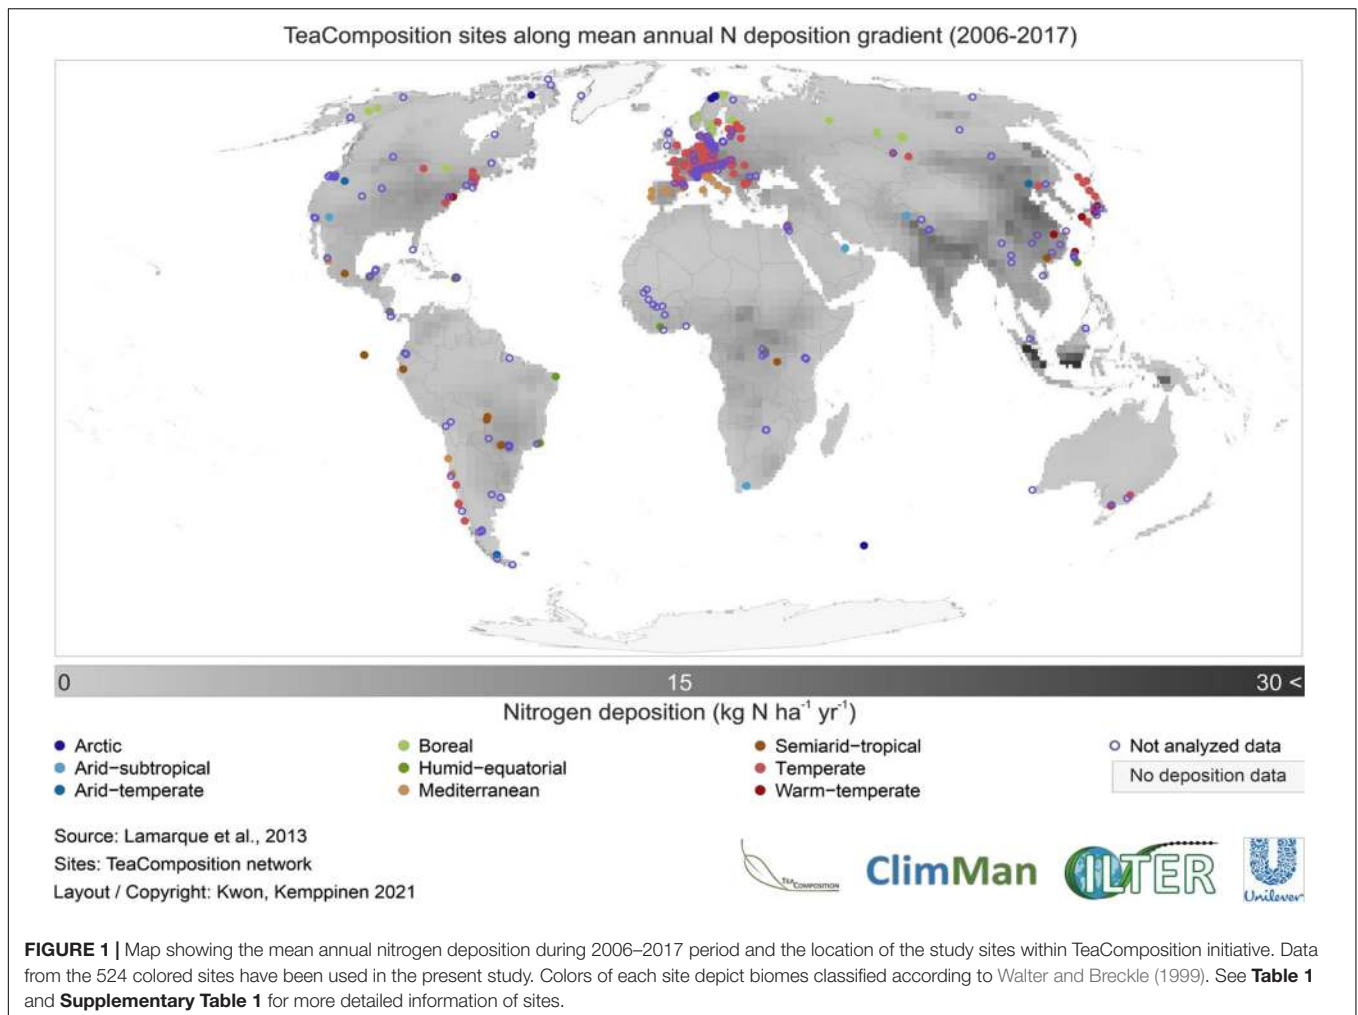 TeaComposition sites along mean annual N deposition gradient (2006-2017)
0 15 30 <
Nitrogen deposition (kg N ha⁻¹ yr⁻¹)
Arctic Boreal Semiarid−tropical Not analyzed data
Arid−subtropical Humid−equatorial Temperate No deposition data
Arid−temperate Mediterranean Warm−temperate
Source: Lamarque et al., 2013
Sites: TeaComposition network
Layout / Copyright: Kwon, Kemppinen 2021
TEACOMPOSITION ClimMan ILTER Unilever
FIGURE 1 | Map showing the mean annual nitrogen deposition during 2006–2017 period and the location of the study sites within TeaComposition initiative. Data
from the 524 colored sites have been used in the present study. Colors of each site depict biomes classified according to Walter and Breckle (1999). See Table 1
and Supplementary Table 1 for more detailed information of sites.